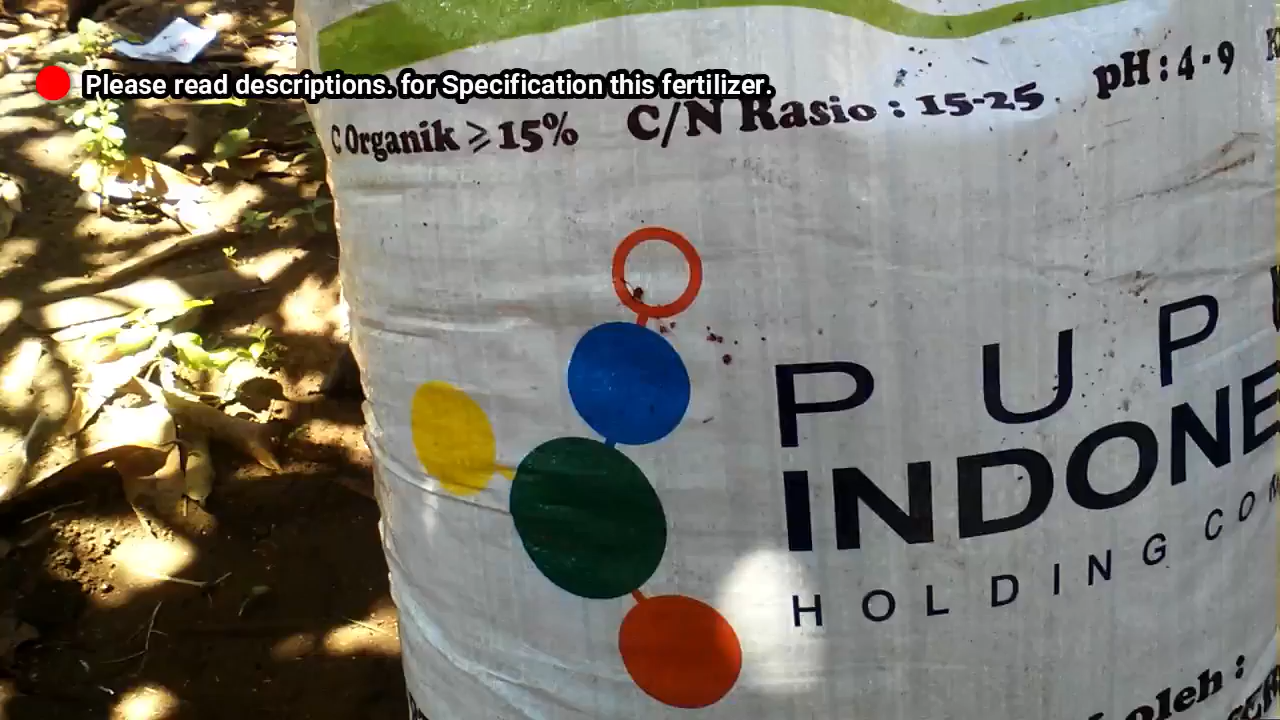 Please read descriptions. for Specification this fertilizer.
C Organik ⩾ 15% C/N Rasio : 15-25 pH : 4-9
PUP
INDONE
HOLDING CO
oleh :